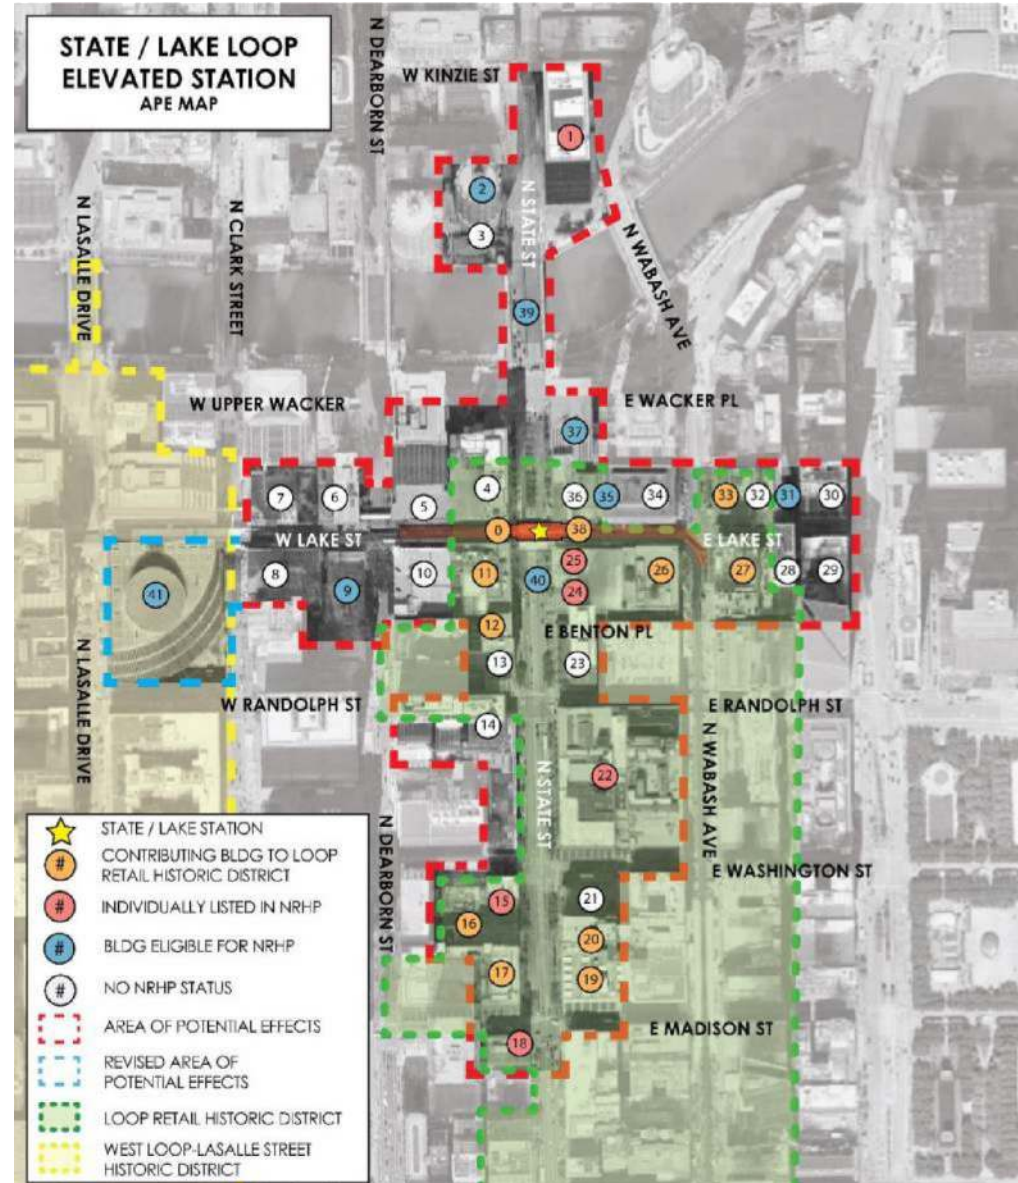 STATE / LAKE LOOP
ELEVATED STATION
APE MAP
N DEARBORN ST
W KINZIE ST
1
2
3
N STATE ST
N WABASH AVE
N LASALLE DRIVE
N CLARK STREET
39
W UPPER WACKER
E WACKER PL
37
7
6
5
4
36
35
34
33
32
31
30
0
38
W LAKE ST
E LAKE ST
8
9
10
11
40
25
24
26
27
28
29
41
12
E BENTON PL
13
23
N LASALLE DRIVE
W RANDOLPH ST
E RANDOLPH ST
14
N STATE ST
22
N WABASH AVE
N DEARBORN ST
E WASHINGTON ST
15
16
21
20
17
19
E MADISON ST
18
STATE / LAKE STATION
# CONTRIBUTING BLDG TO LOOP
RETAIL HISTORIC DISTRICT
# INDIVIDUALLY LISTED IN NRHP
# BLDG ELIGIBLE FOR NRHP
# NO NRHP STATUS
AREA OF POTENTIAL EFFECTS
REVISED AREA OF
POTENTIAL EFFECTS
LOOP RETAIL HISTORIC DISTRICT
WEST LOOP-LASALLE STREET
HISTORIC DISTRICT